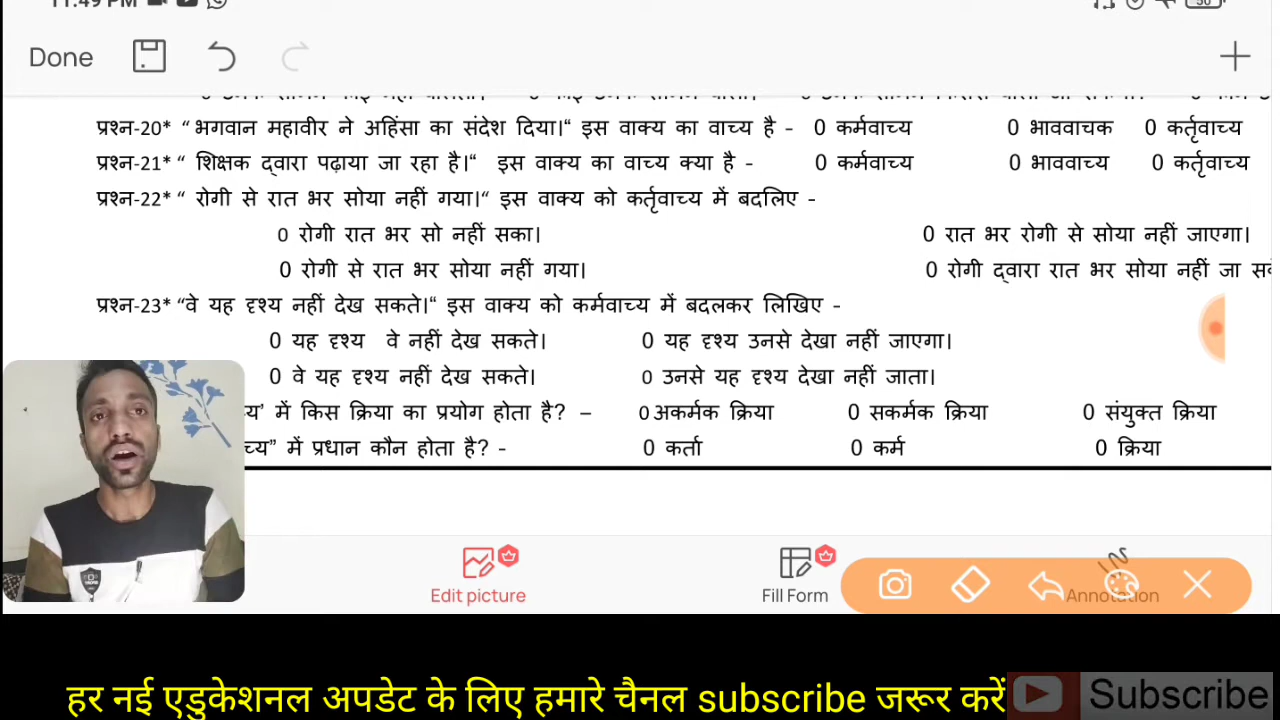 11:49 PM
50
Done
प्रश्न-20* “ भगवान महावीर ने अहिंसा का संदेश दिया।“ इस वाक्य का वाच्य है - 0 कर्मवाच्य 0 भाववाचक 0 कर्तृवाच्य
प्रश्न-21* “ शिक्षक द्वारा पढ़ाया जा रहा है।“ इस वाक्य का वाच्य क्या है - 0 कर्मवाच्य 0 भाववाच्य 0 कर्तृवाच्य
प्रश्न-22* “ रोगी से रात भर सोया नहीं गया।“ इस वाक्य को कर्तृवाच्य में बदलिए -
0 रोगी रात भर सो नहीं सका। 0 रात भर रोगी से सोया नहीं जाएगा।
0 रोगी से रात भर सोया नहीं गया। 0 रोगी द्वारा रात भर सोया नहीं जा
प्रश्न-23* “वे यह दृश्य नहीं देख सकते।“ इस वाक्य को कर्मवाच्य में बदलकर लिखिए -
0 यह दृश्य वे नहीं देख सकते। 0 यह दृश्य उनसे देखा नहीं जाएगा।
0 वे यह दृश्य नहीं देख सकते। 0 उनसे यह दृश्य देखा नहीं जाता।
में किस क्रिया का प्रयोग होता है? – 0 अकर्मक क्रिया 0 सकर्मक क्रिया 0 संयुक्त क्रिया
में प्रधान कौन होता है? - 0 कर्ता 0 कर्म 0 क्रिया
Edit picture Fill Form Annotation
हर नई एडुकेशनल अपडेट के लिए हमारे चैनल subscribe जरूर करें Subscribe